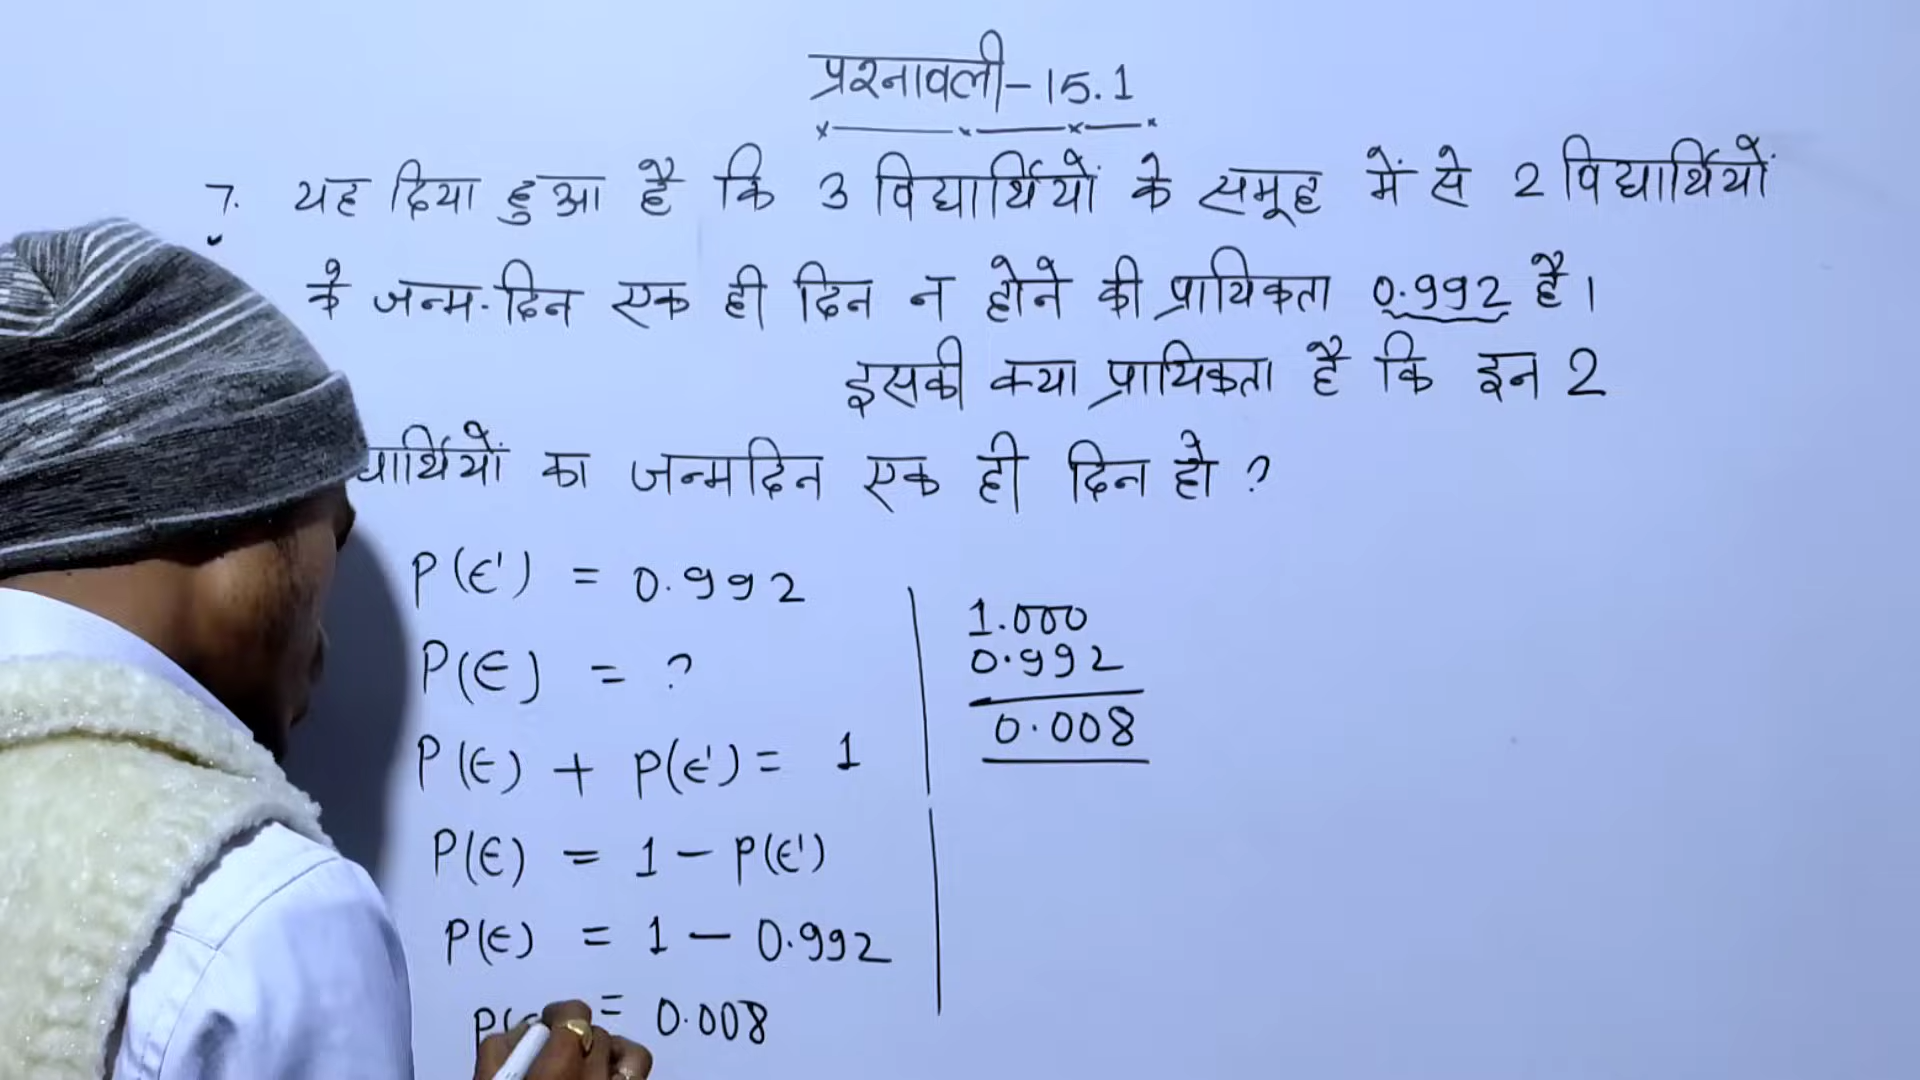 प्रश्नावली-15.1
7. यह दिया हुआ है कि 3 विद्यार्थियों के समूह में से 2 विद्यार्थियों
के जन्म-दिन एक ही दिन न होने की प्रायिकता 0.992 है।
इसकी क्या प्रायिकता है कि इन 2
का जन्मदिन एक ही दिन हो ?
P(E') = 0.992
P(E) = ?
P(E) + P(E') = 1
P(E) = 1 - P(E')
P(E) = 1 - 0.992
= 0.008
1.000
0.992
0.008